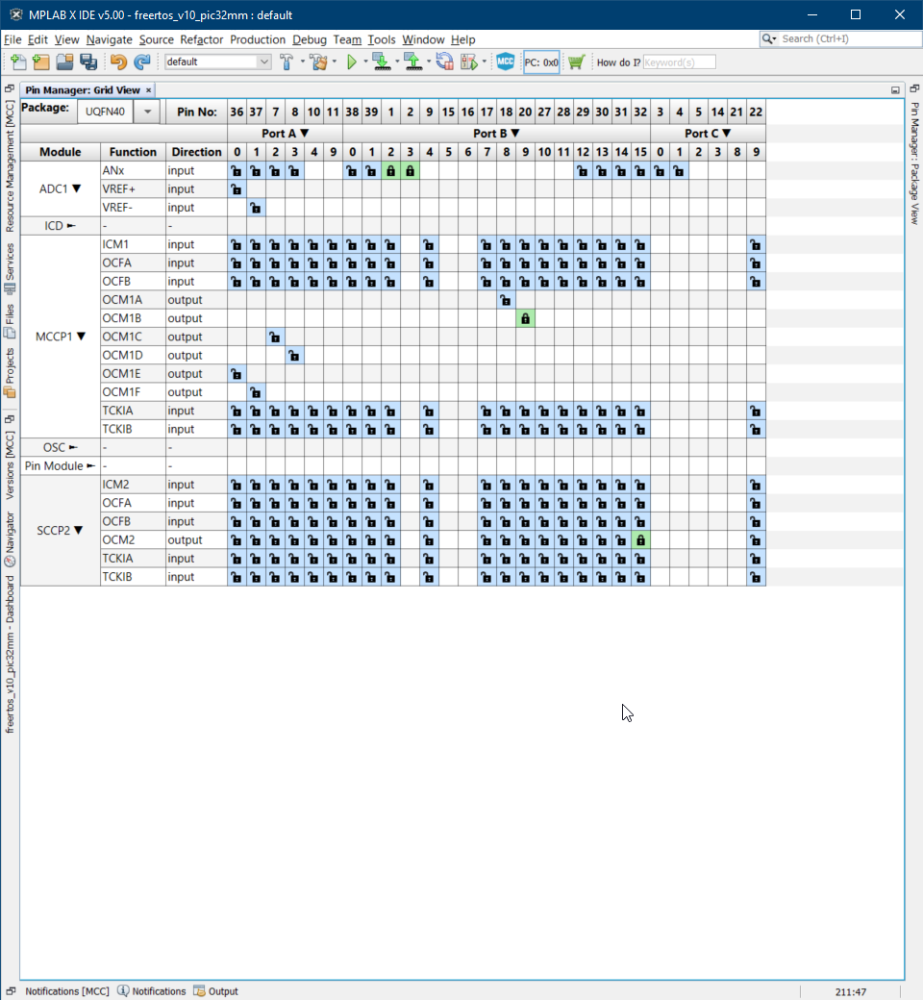 MPLAB X IDE v5.00 - freertos_v10_pic32mm : default
File Edit View Navigate Source Refactor Production Debug Team Tools Window Help
Search (Ctrl+I)
default
MCC
PC: 0x0
How do I?
Keyword(s)
Pin Manager: Grid View ×
Package: UQFN40 Pin No: 36 37 7 8 10 11 38 39 1 2 9 15 16 17 18 20 27 28 29 30 31 32 3 4 5 14 21 22
Port A ▼ Port B ▼ Port C ▼
Module Function Direction 0 1 2 3 4 9 0 1 2 3 4 5 6 7 8 9 10 11 12 13 14 15 0 1 2 3 8 9
ADC1 ▼
ANx input
VREF+ input
VREF- input
ICD ► - -
MCCP1 ▼
ICM1 input
OCFA input
OCFB input
OCM1A output
OCM1B output
OCM1C output
OCM1D output
OCM1E output
OCM1F output
TCKIA input
TCKIB input
OSC ► - -
Pin Module ► - -
SCCP2 ▼
ICM2 input
OCFA input
OCFB input
OCM2 output
TCKIA input
TCKIB input
Resource Management [MCC]
Services
Files
Projects
Versions [MCC]
Navigator
freertos_v10_pic32mm - Dashboard
Pin Manager : Package View
Notifications [MCC] Notifications Output
211:47